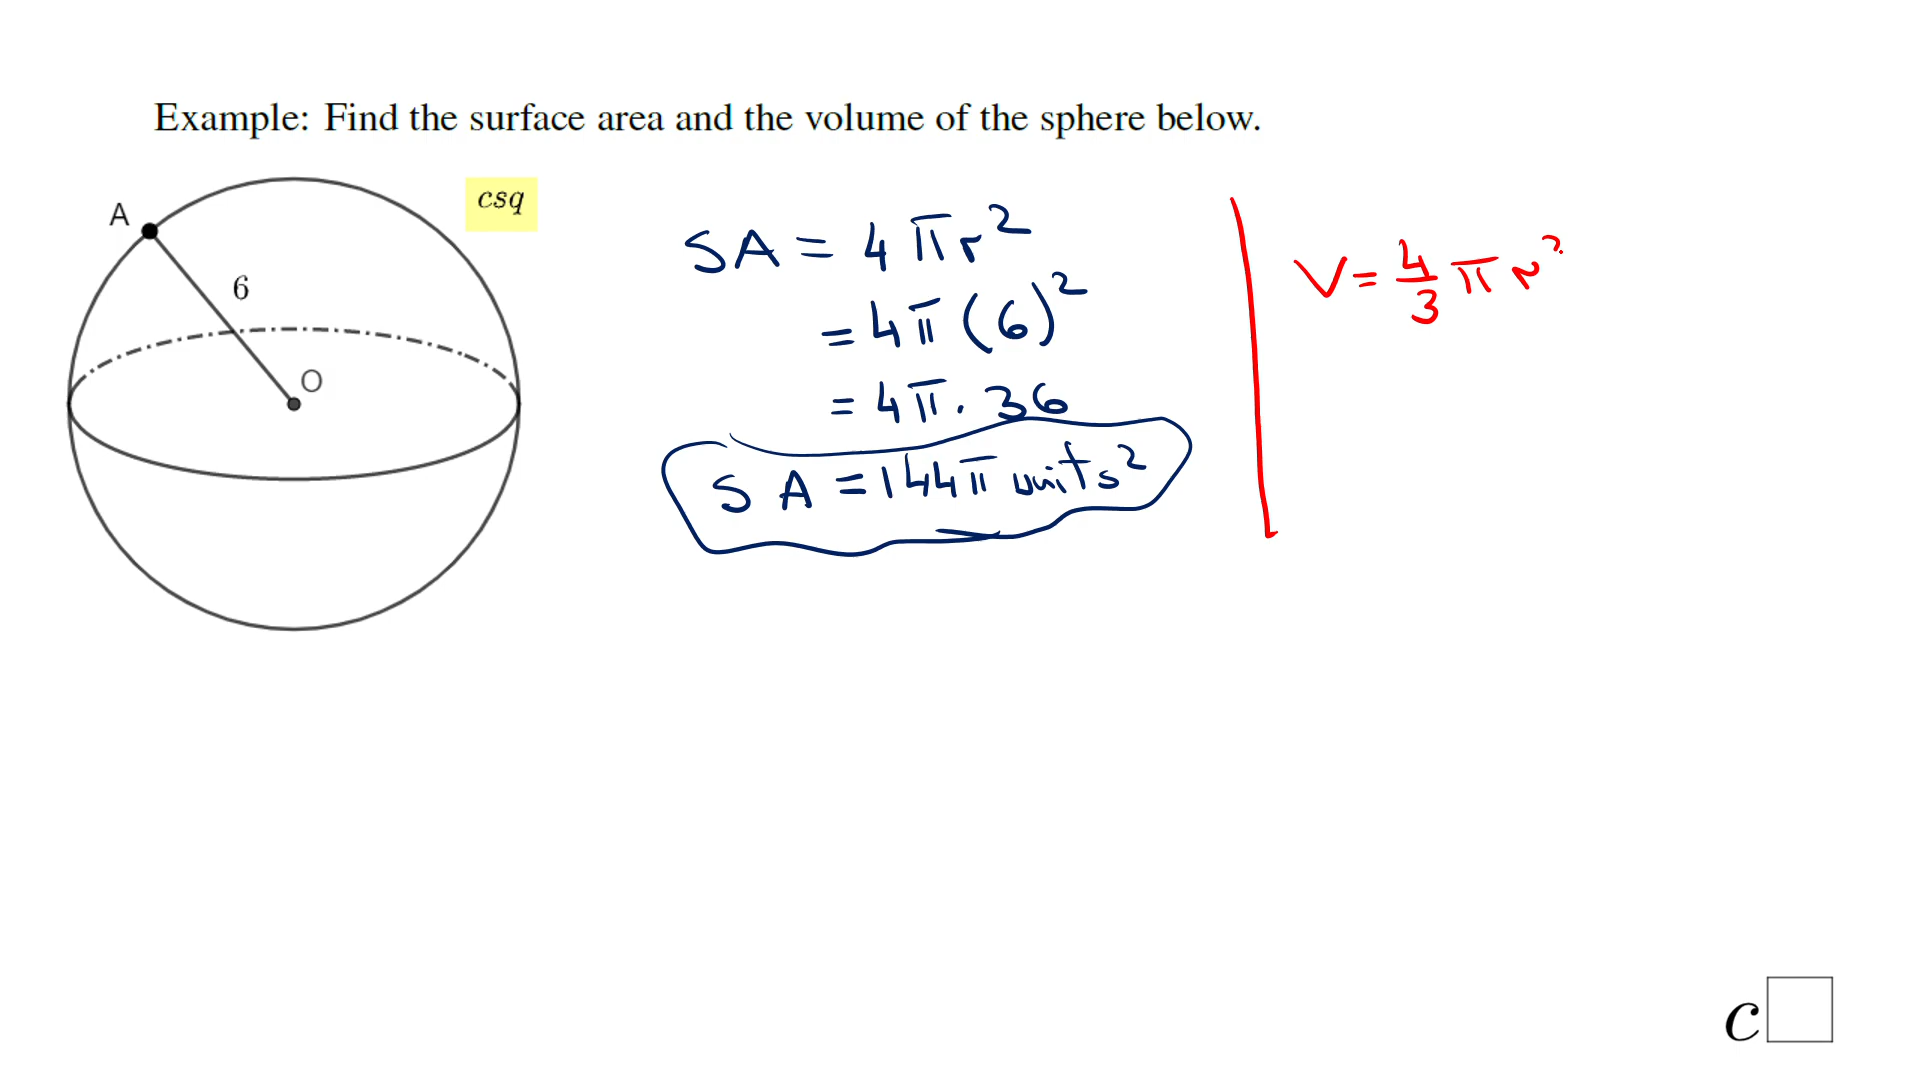 Example: Find the surface area and the volume of the sphere below.
csq
A
6
O
SA = 4πr²
= 4π(6)²
= 4π · 36
SA = 144π units²
V = 4/3 πr
c